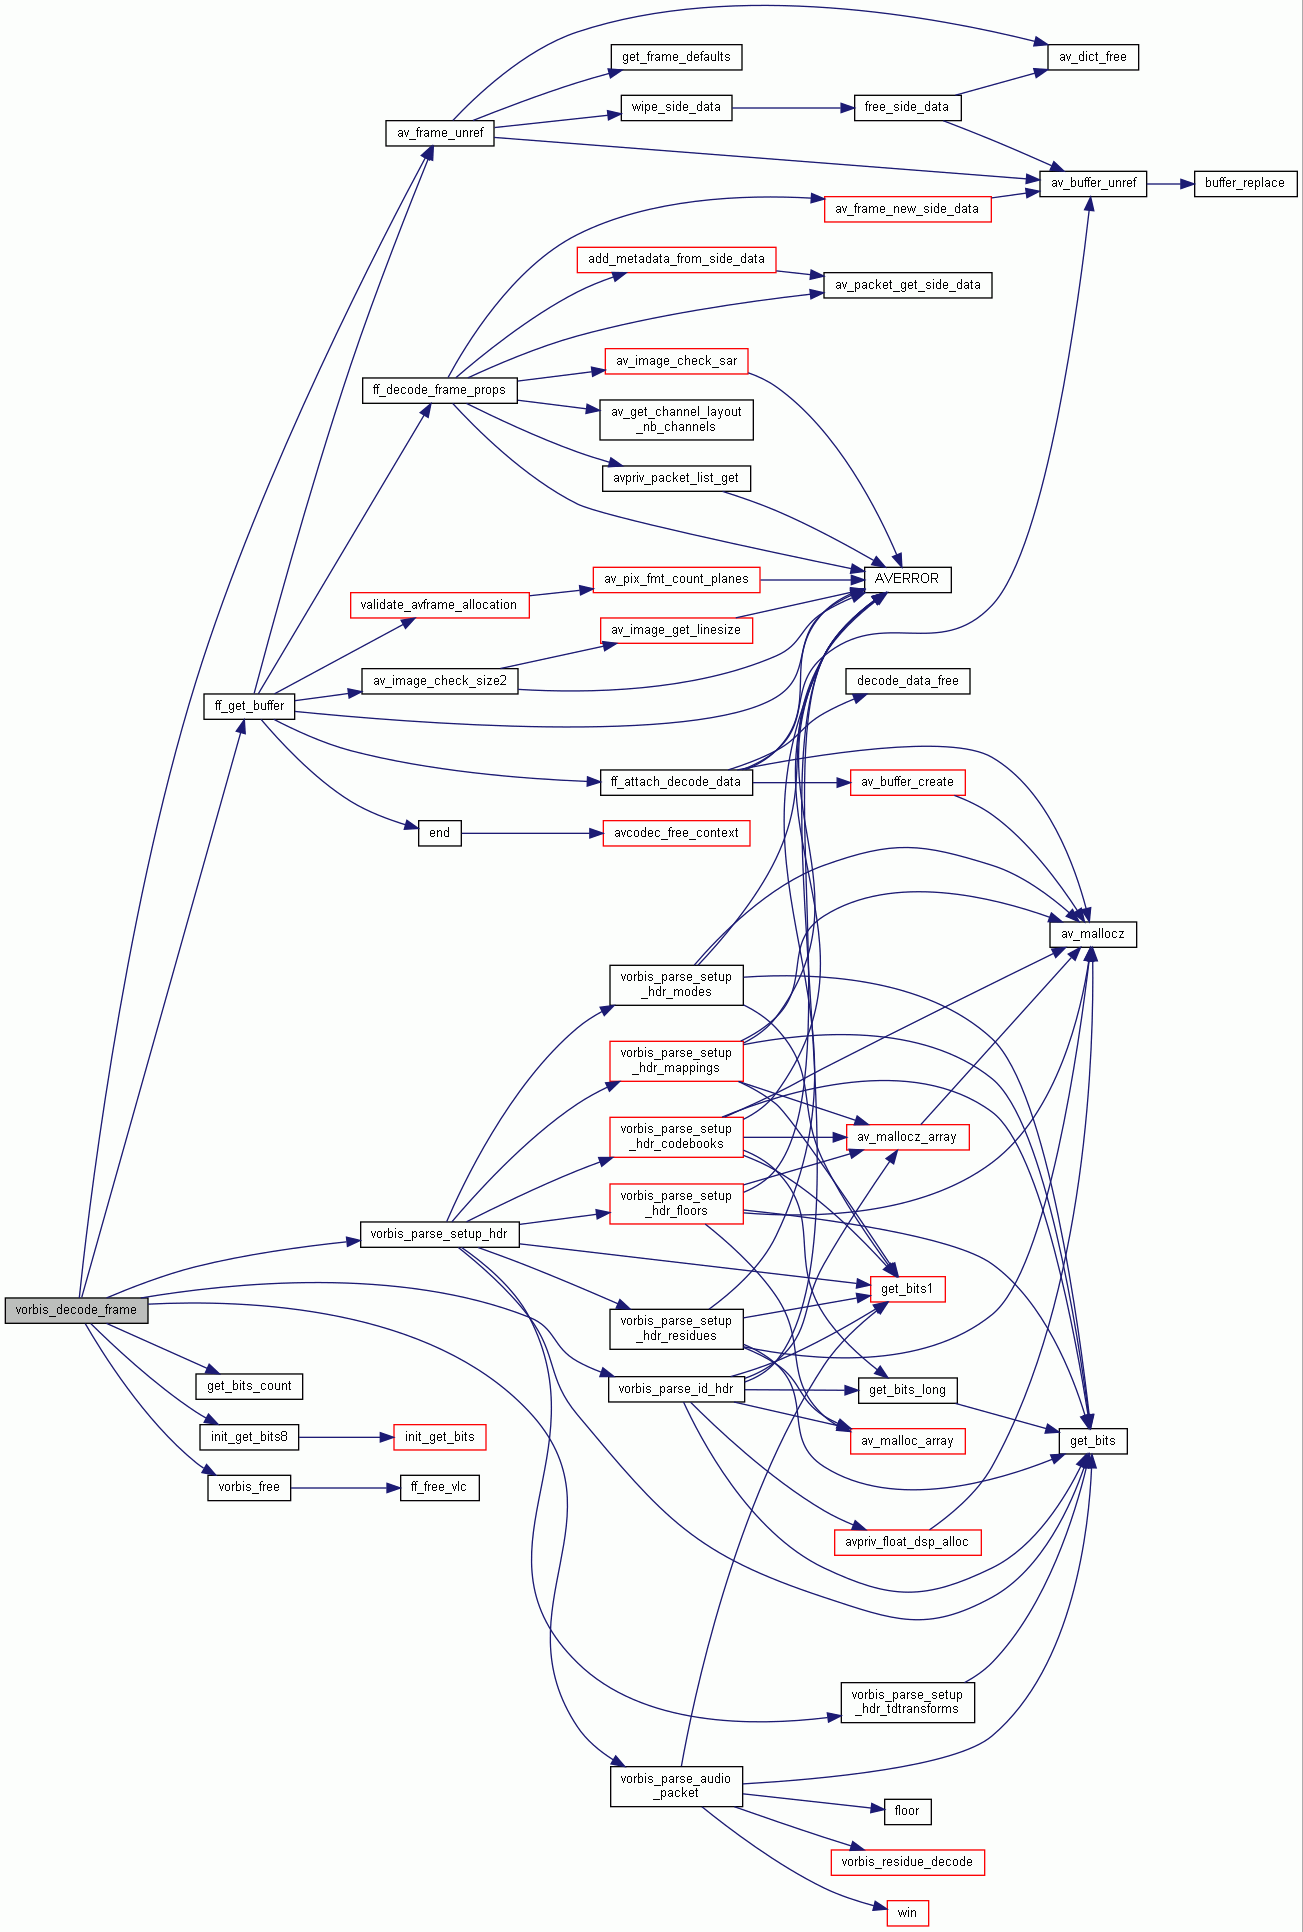 av_dict_free
get_frame_defaults
wipe_side_data
free_side_data
av_frame_unref
av_buffer_unref
buffer_replace
av_frame_new_side_data
add_metadata_from_side_data
av_packet_get_side_data
av_image_check_sar
ff_decode_frame_props
av_get_channel_layout
_nb_channels
avpriv_packet_list_get
AVERROR
av_pix_fmt_count_planes
validate_avframe_allocation
av_image_get_linesize
av_image_check_size2
decode_data_free
ff_get_buffer
ff_attach_decode_data
av_buffer_create
end
avcodec_free_context
av_mallocz
vorbis_parse_setup
_hdr_modes
vorbis_parse_setup
_hdr_mappings
vorbis_parse_setup
_hdr_codebooks
av_mallocz_array
vorbis_parse_setup
_hdr_floors
vorbis_parse_setup_hdr
get_bits1
vorbis_decode_frame
vorbis_parse_setup
_hdr_residues
get_bits_count
vorbis_parse_id_hdr
get_bits_long
init_get_bits8
init_get_bits
av_malloc_array
get_bits
vorbis_free
ff_free_vlc
avpriv_float_dsp_alloc
vorbis_parse_setup
_hdr_tdtransforms
vorbis_parse_audio
_packet
floor
vorbis_residue_decode
win